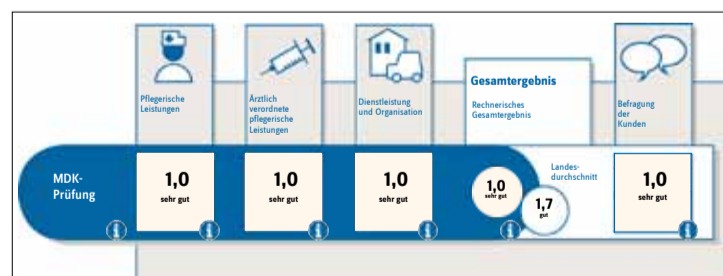 Pflegerische
Leistungen
Ärztlich
verordnete
pflegerische
Leistungen
Dienstleistung
und Organisation
Gesamtergebnis
Rechnerisches
Gesamtergebnis
Befragung
der
Kunden
MDK-
Prüfung
1,0
sehr gut
1,0
sehr gut
1,0
sehr gut
1,0
sehr gut
Landes-
durchschnitt
1,7
gut
1,0
sehr gut